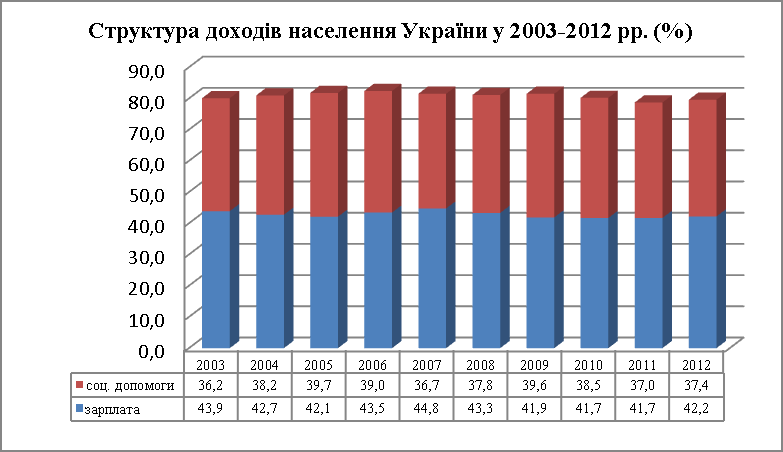 Структура доходів населення України у 2003-2012 рр. (%)
90,0
80,0
70,0
60,0
50,0
40,0
30,0
20,0
10,0
0,0
2003 2004 2005 2006 2007 2008 2009 2010 2011 2012
соц. допомоги 36,2 38,2 39,7 39,0 36,7 37,8 39,6 38,5 37,0 37,4
зарплата 43,9 42,7 42,1 43,5 44,8 43,3 41,9 41,7 41,7 42,2